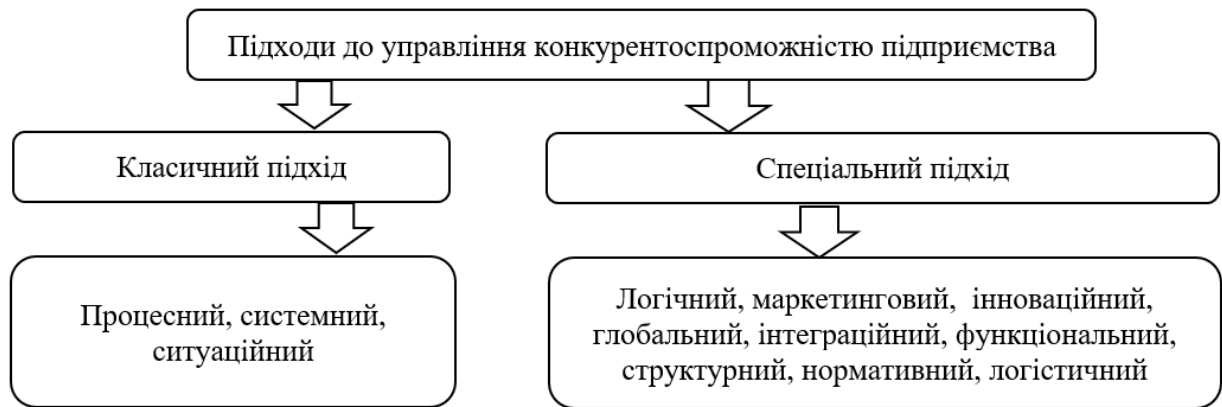 Підходи до управління конкурентоспроможністю підприємства
Класичний підхід
Спеціальний підхід
Процесний, системний,
ситуаційний
Логічний, маркетинговий, інноваційний,
глобальний, інтеграційний, функціональний,
структурний, нормативний, логістичний